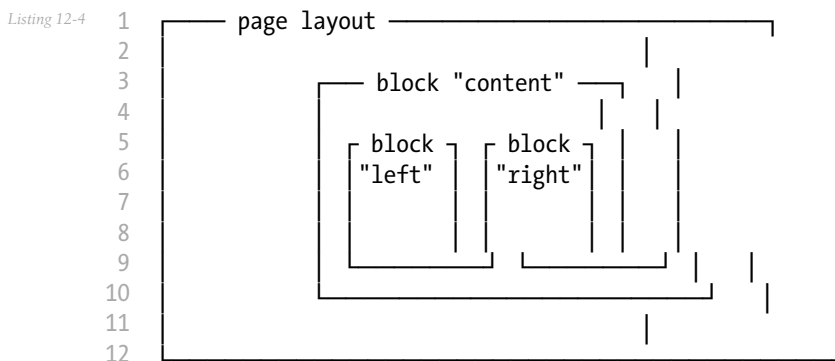 Listing 12-4
1 page layout
2
3 block "content"
4
5 block block
6 "left" "right"
7
8
9
10
11
12